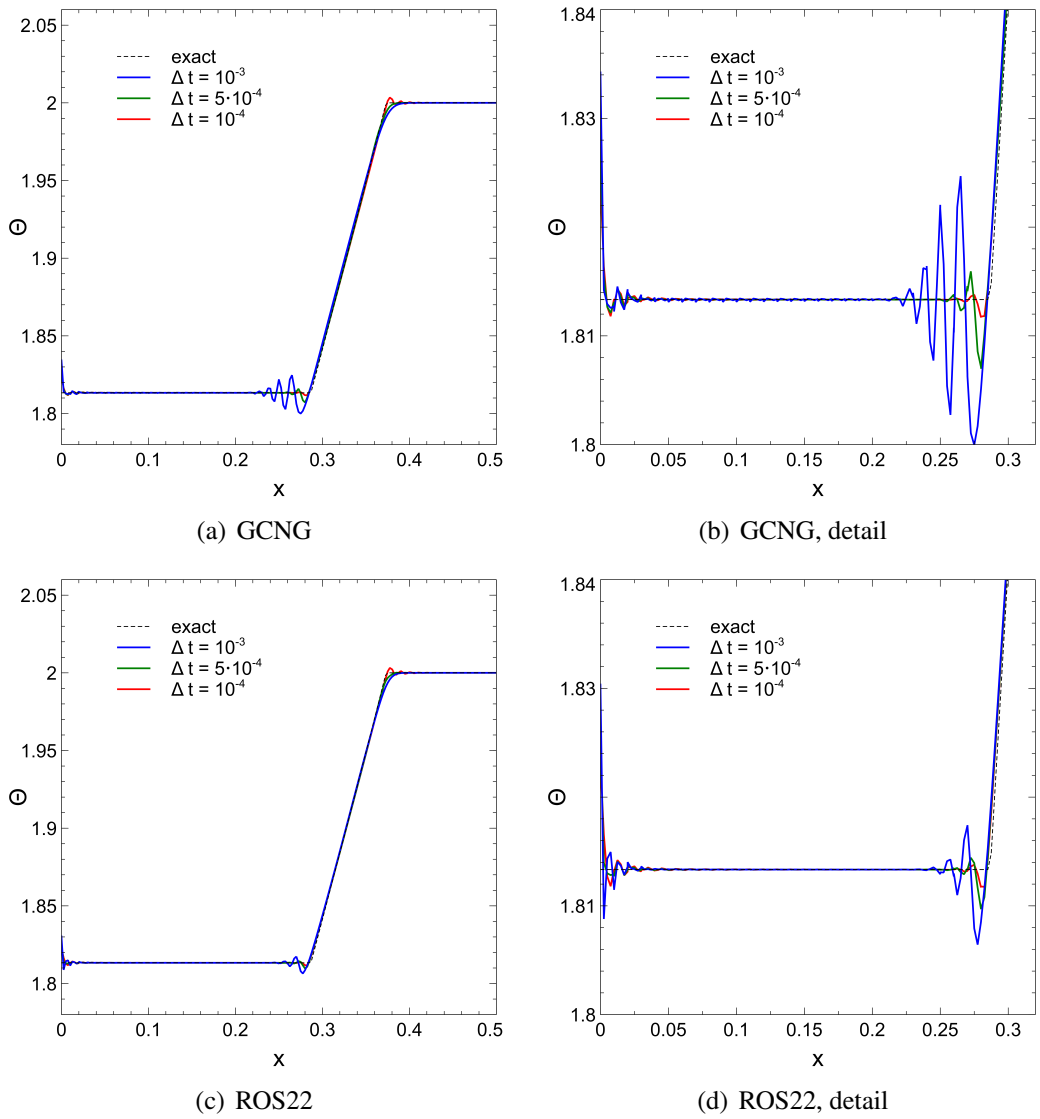 2.05
2
1.95
1.9
1.85
1.8
Θ
exact
Δ t = 10⁻³
Δ t = 5·10⁻⁴
Δ t = 10⁻⁴
0 0.1 0.2 0.3 0.4 0.5
x
(a) GCNG
1.84
1.83
1.81
1.8
Θ
exact
Δ t = 10⁻³
Δ t = 5·10⁻⁴
Δ t = 10⁻⁴
0 0.05 0.1 0.15 0.2 0.25 0.3
x
(b) GCNG, detail
2.05
2
1.95
1.9
1.85
1.8
Θ
exact
Δ t = 10⁻³
Δ t = 5·10⁻⁴
Δ t = 10⁻⁴
0 0.1 0.2 0.3 0.4 0.5
x
(c) ROS22
1.84
1.83
1.81
1.8
Θ
exact
Δ t = 10⁻³
Δ t = 5·10⁻⁴
Δ t = 10⁻⁴
0 0.05 0.1 0.15 0.2 0.25 0.3
x
(d) ROS22, detail